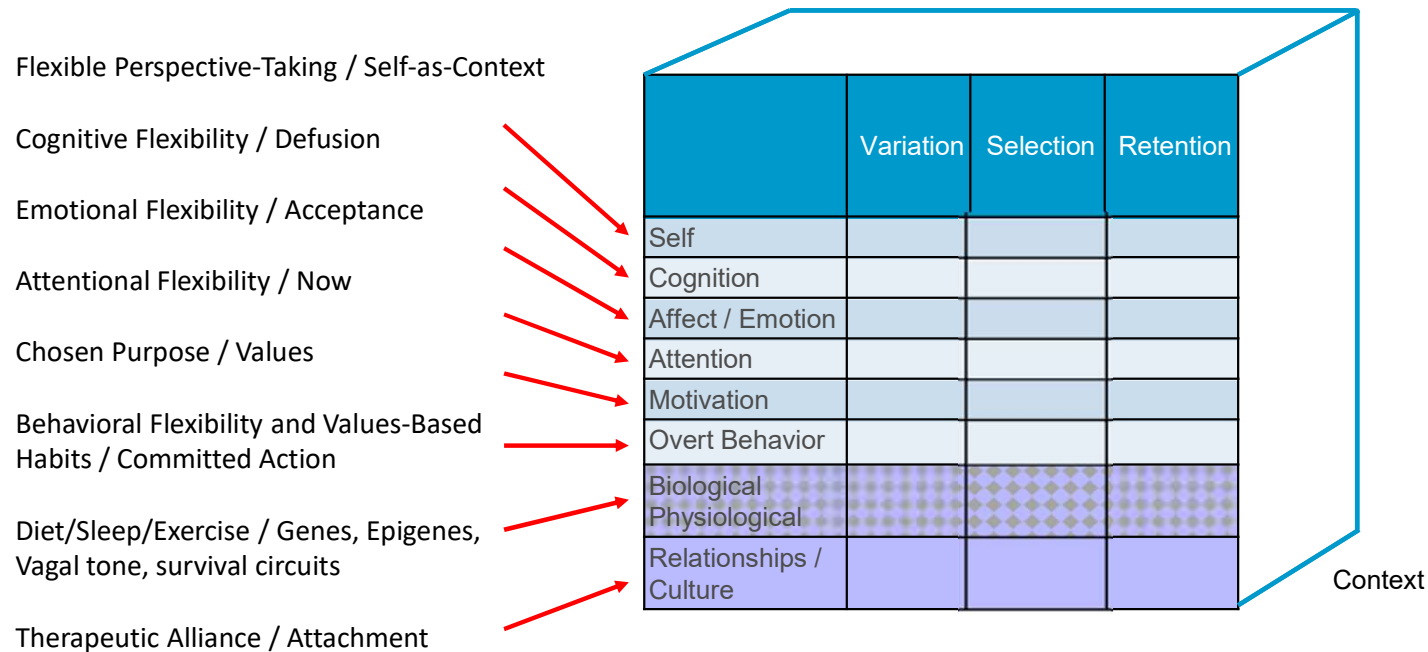 Flexible Perspective-Taking / Self-as-Context
Cognitive Flexibility / Defusion
Emotional Flexibility / Acceptance
Attentional Flexibility / Now
Chosen Purpose / Values
Behavioral Flexibility and Values-Based
Habits / Committed Action
Diet/Sleep/Exercise / Genes, Epigenes,
Vagal tone, survival circuits
Therapeutic Alliance / Attachment
Variation Selection Retention
Self
Cognition
Affect / Emotion
Attention
Motivation
Overt Behavior
Biological
Physiological
Relationships /
Culture
Context